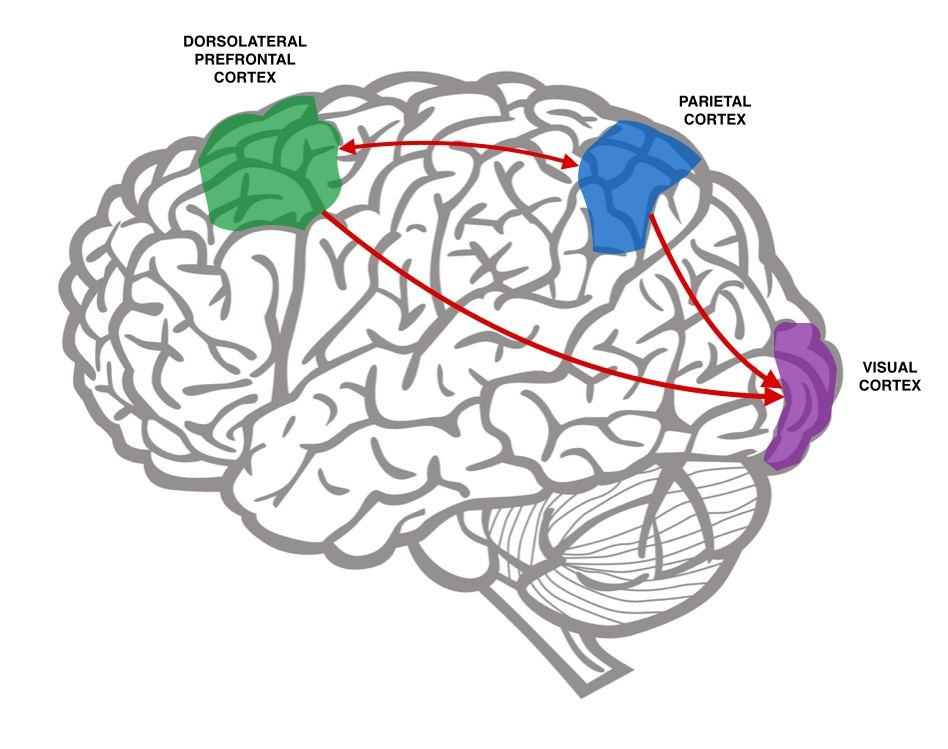 DORSOLATERAL
PREFRONTAL
CORTEX
PARIETAL
CORTEX
VISUAL
CORTEX